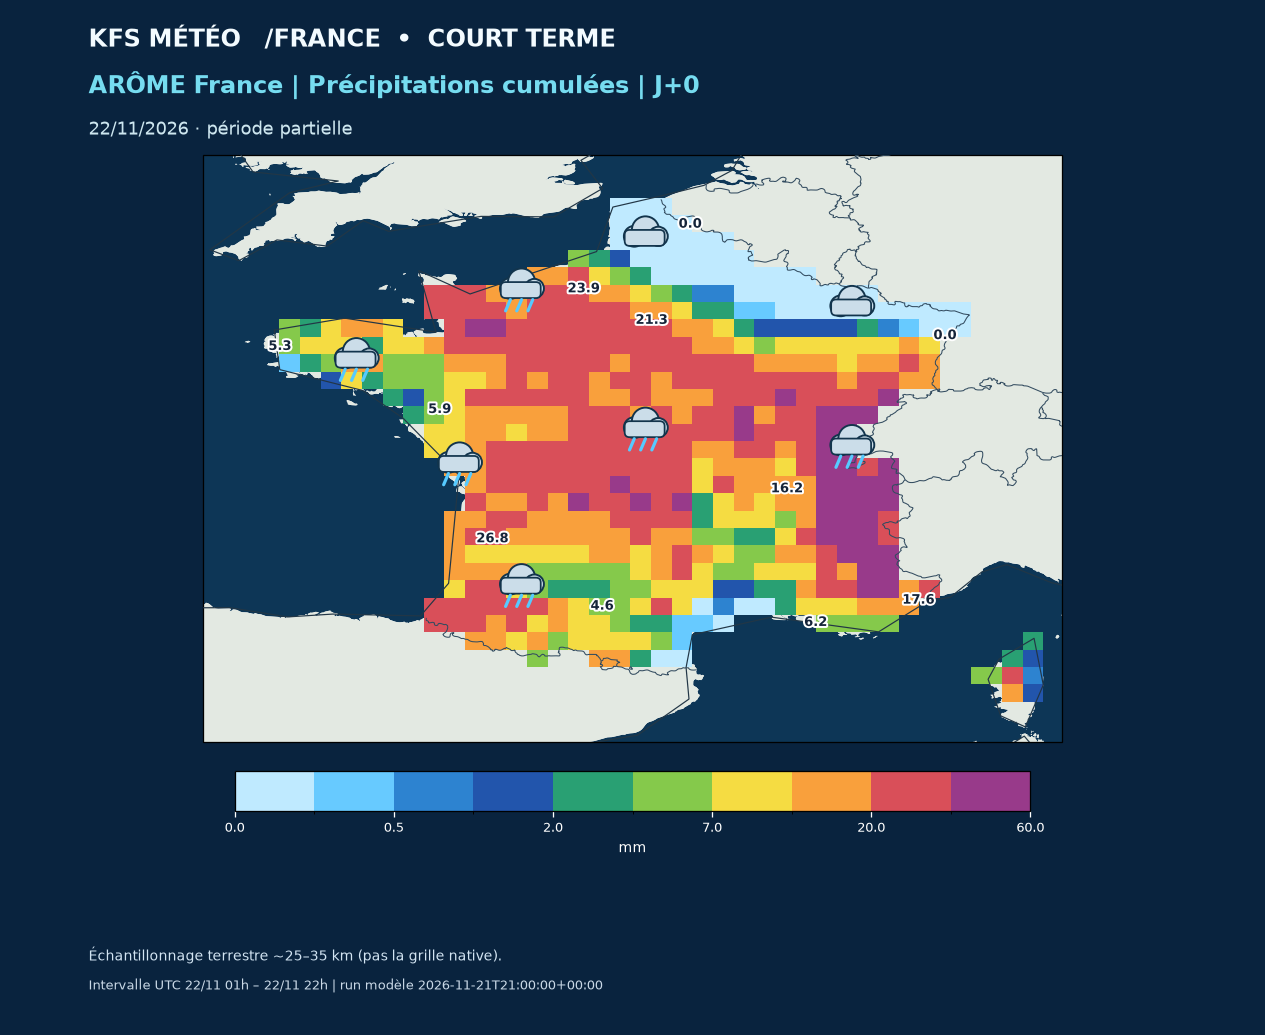 KFS MÉTÉO /FRANCE • COURT TERME
ARÔME France | Précipitations cumulées | J+0
22/11/2026 · période partielle
0.0
23.9
21.3
0.0
5.3
5.9
16.2
26.8
4.6
17.6
6.2
0.0 0.5 2.0 7.0 20.0 60.0
mm
Échantillonnage terrestre ~25–35 km (pas la grille native).
Intervalle UTC 22/11 01h – 22/11 22h | run modèle 2026-11-21T21:00:00+00:00